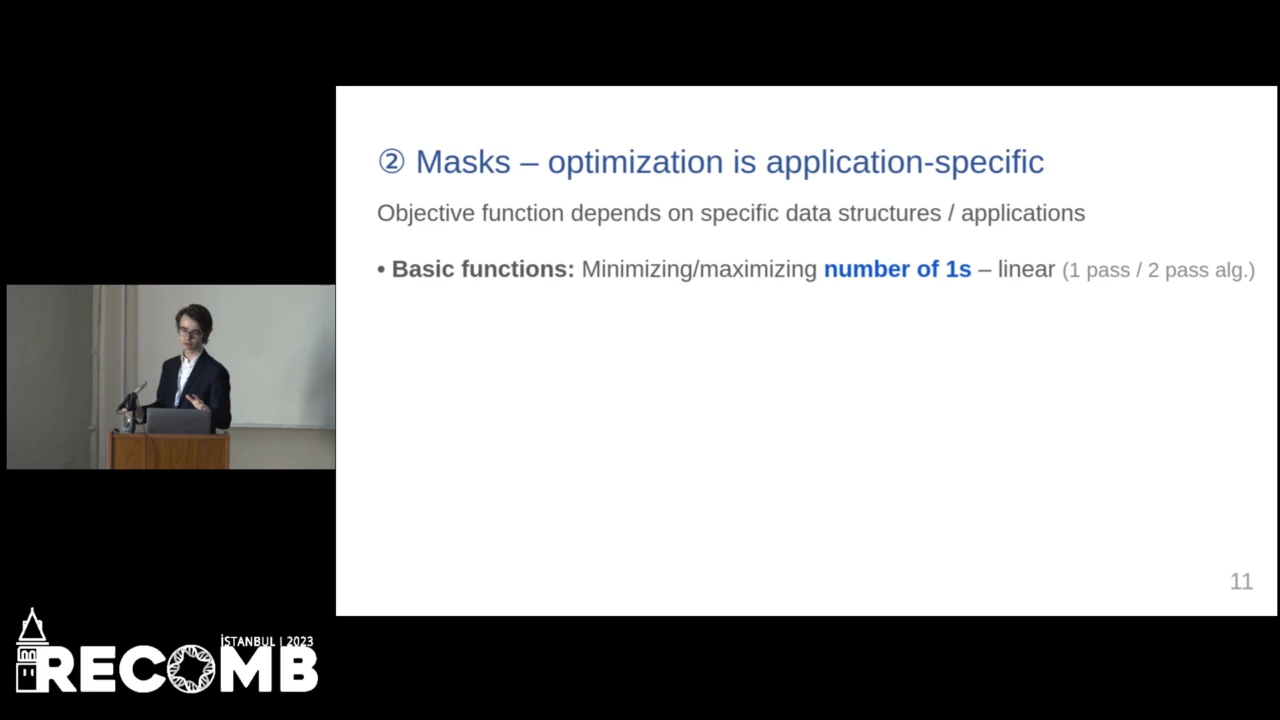 ② Masks – optimization is application-specific
Objective function depends on specific data structures / applications
• Basic functions: Minimizing/maximizing number of 1s – linear (1 pass / 2 pass alg.)
11
İSTANBUL | 2023
RECOMB